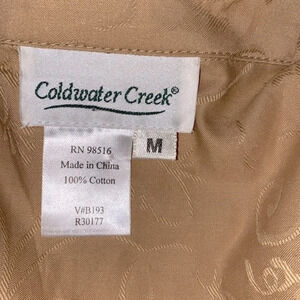 Coldwater Creek®
M
RN 98516
Made in China
100% Cotton
V#B193
R30177